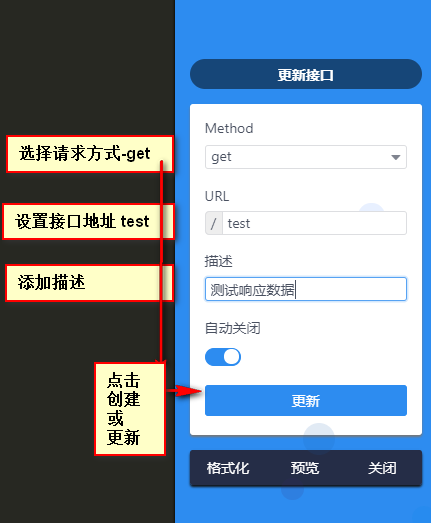 更新接口
Method
选择请求方式-get
get
URL
设置接口地址 test
/ test
描述
添加描述
测试响应数据
自动关闭
点击
创建
或
更新
更新
格式化 预览 关闭